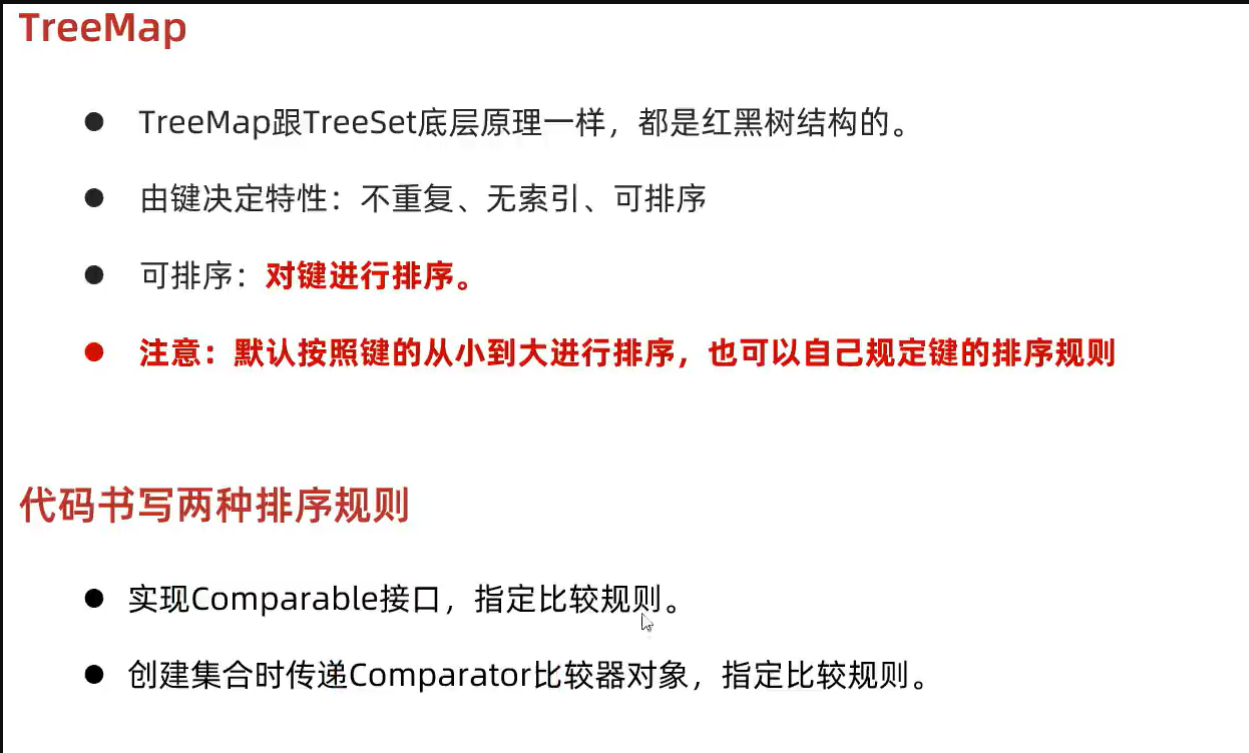 TreeMap
● TreeMap跟TreeSet底层原理一样，都是红黑树结构的。
● 由键决定特性：不重复、无索引、可排序
● 可排序：对键进行排序。
● 注意：默认按照键的从小到大进行排序，也可以自己规定键的排序规则
代码书写两种排序规则
● 实现Comparable接口，指定比较规则。
● 创建集合时传递Comparator比较器对象，指定比较规则。